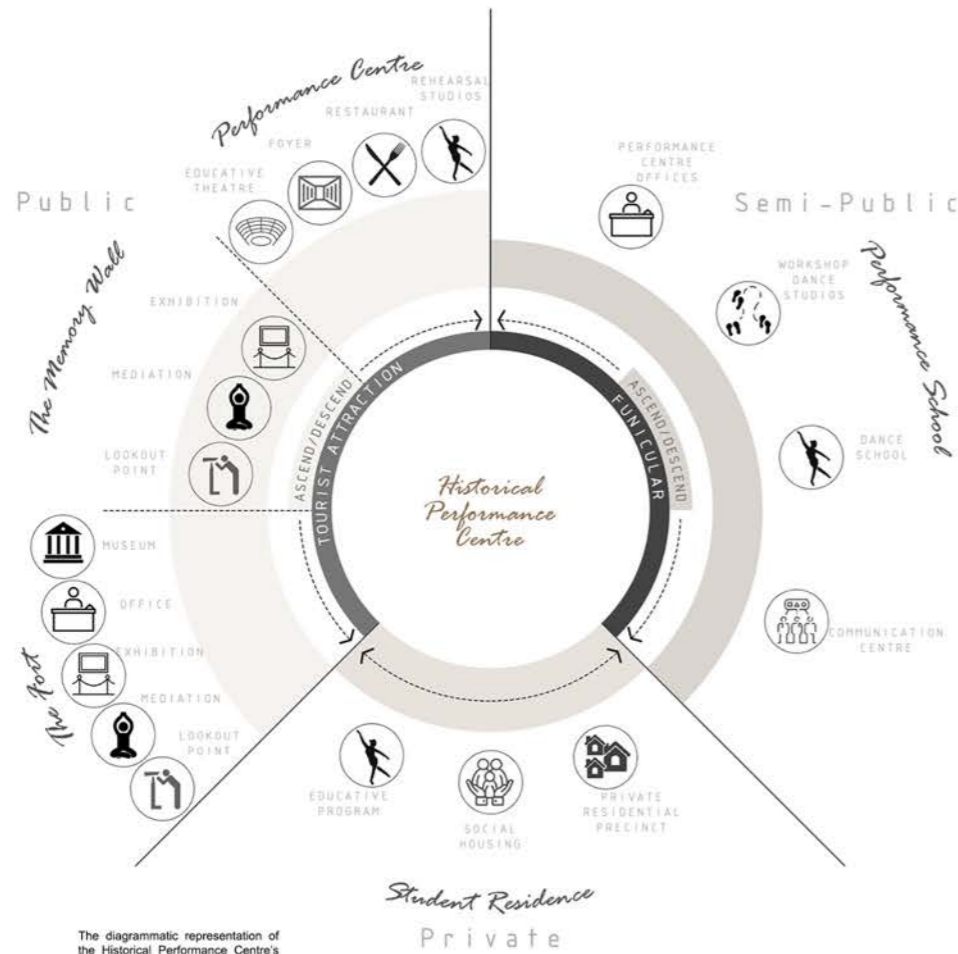 Performance Centre
REHEARSAL
STUDIOS
RESTAURANT
FOYER
EDUCATIVE
THEATRE
Public
The Memory Wall
EXHIBITION
MEDIATION
LOOKOUT
POINT
MUSEUM
OFFICE
EXHIBITION
MEDIATION
LOOKOUT
POINT
The Fort
PERFORMANCE
CENTRE
OFFICES
Semi-Public
Performance School
WORKSHOP
DANCE
STUDIOS
DANCE
SCHOOL
COMMUNICATION
CENTRE
ASCEND/DESCEND
TOURIST ATTRACTION
FUNICULAR
ASCEND/DESCEND
Historical
Performance
Centre
EDUCATIVE
PROGRAM
SOCIAL
HOUSING
PRIVATE
RESIDENTIAL
PRECINCT
Student Residence
Private
The diagrammatic representation of
the Historical Performance Centre's